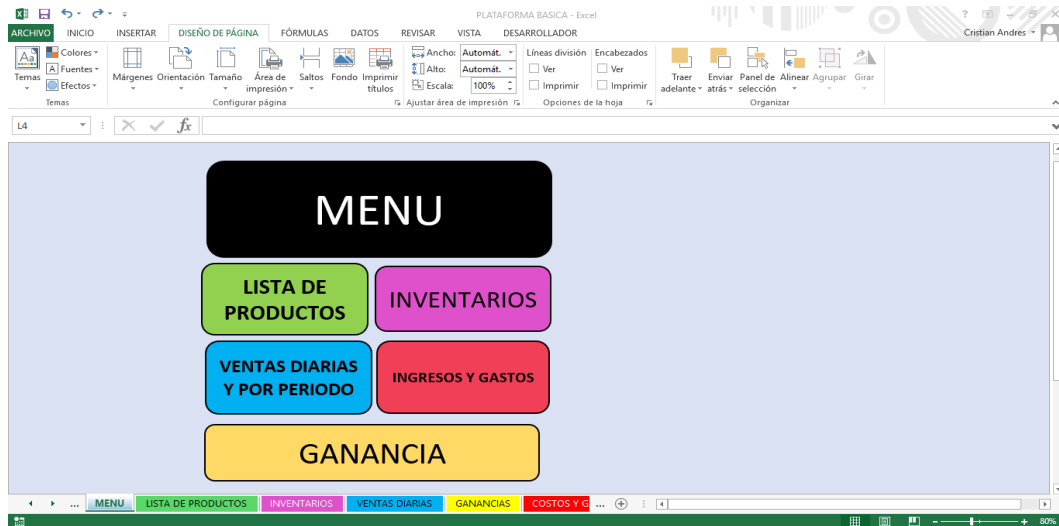 PLATAFORMA BASICA - Excel
ARCHIVO INICIO INSERTAR DISEÑO DE PÁGINA FÓRMULAS DATOS REVISAR VISTA DESARROLLADOR Cristian Andres
Colores Ancho: Automát. Líneas división Encabezados
Aa A Fuentes Alto: Automát. Ver Ver
Temas Efectos Márgenes Orientación Tamaño Área de impresión Saltos Fondo Imprimir títulos Escala: 100% Imprimir Imprimir Traer adelante Enviar atrás Panel de selección Alinear Agrupar Girar
Temas Configurar página Ajustar área de impresión Opciones de la hoja Organizar
L4 fx
MENU
LISTA DE
PRODUCTOS
INVENTARIOS
VENTAS DIARIAS
Y POR PERIODO
INGRESOS Y GASTOS
GANANCIA
... MENU LISTA DE PRODUCTOS INVENTARIOS VENTAS DIARIAS GANANCIAS COSTOS Y G ...
80%